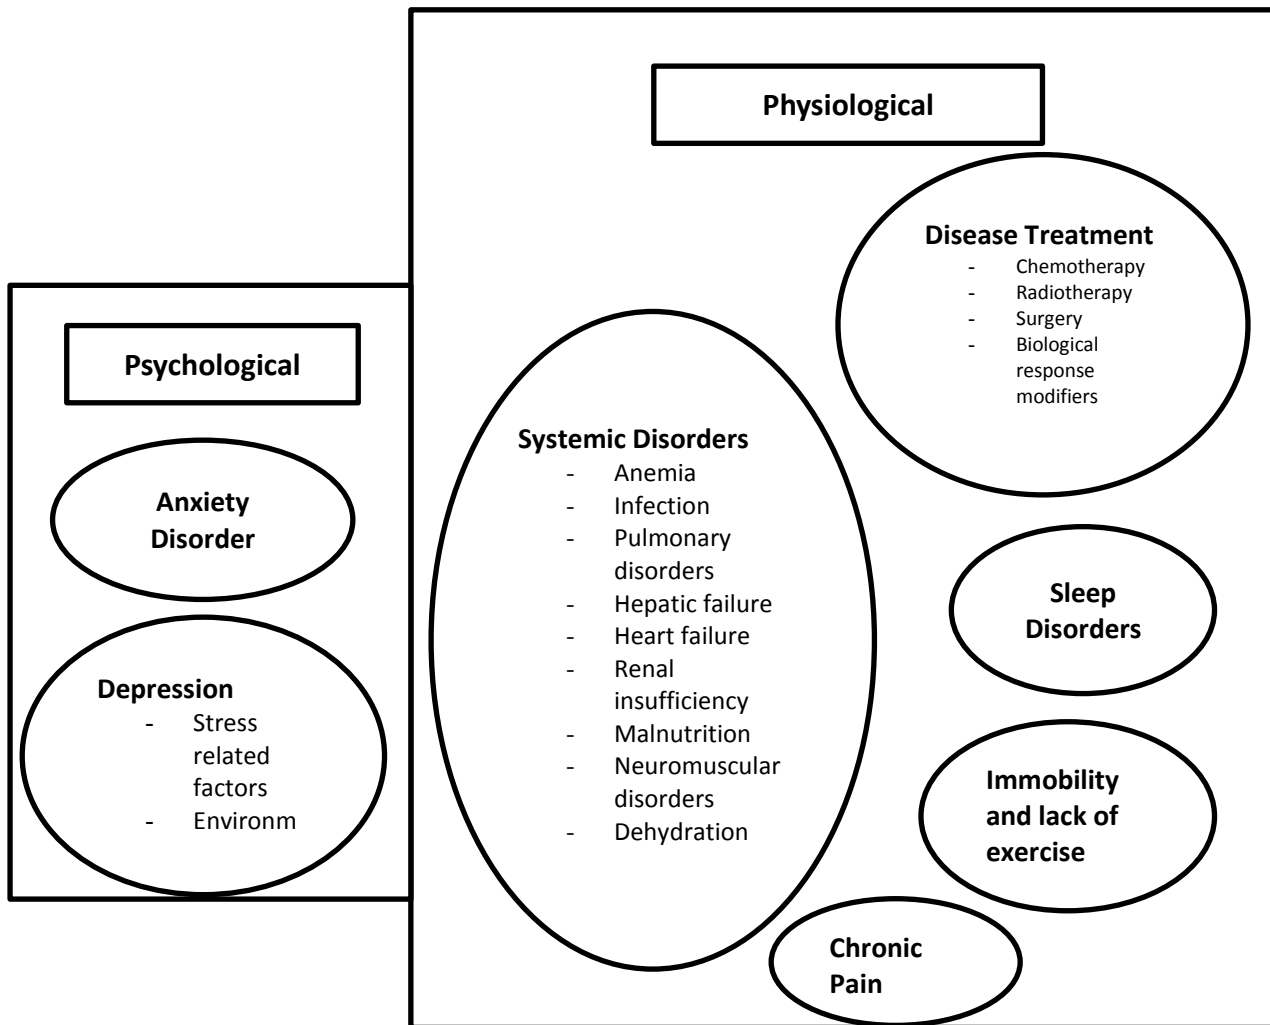 Physiological
Disease Treatment
- Chemotherapy
- Radiotherapy
- Surgery
- Biological
response
modifiers
Psychological
Anxiety
Disorder
Depression
- Stress
related
factors
- Environm
Systemic Disorders
- Anemia
- Infection
- Pulmonary
disorders
- Hepatic failure
- Heart failure
- Renal
insufficiency
- Malnutrition
- Neuromuscular
disorders
- Dehydration
Sleep
Disorders
Immobility
and lack of
exercise
Chronic
Pain